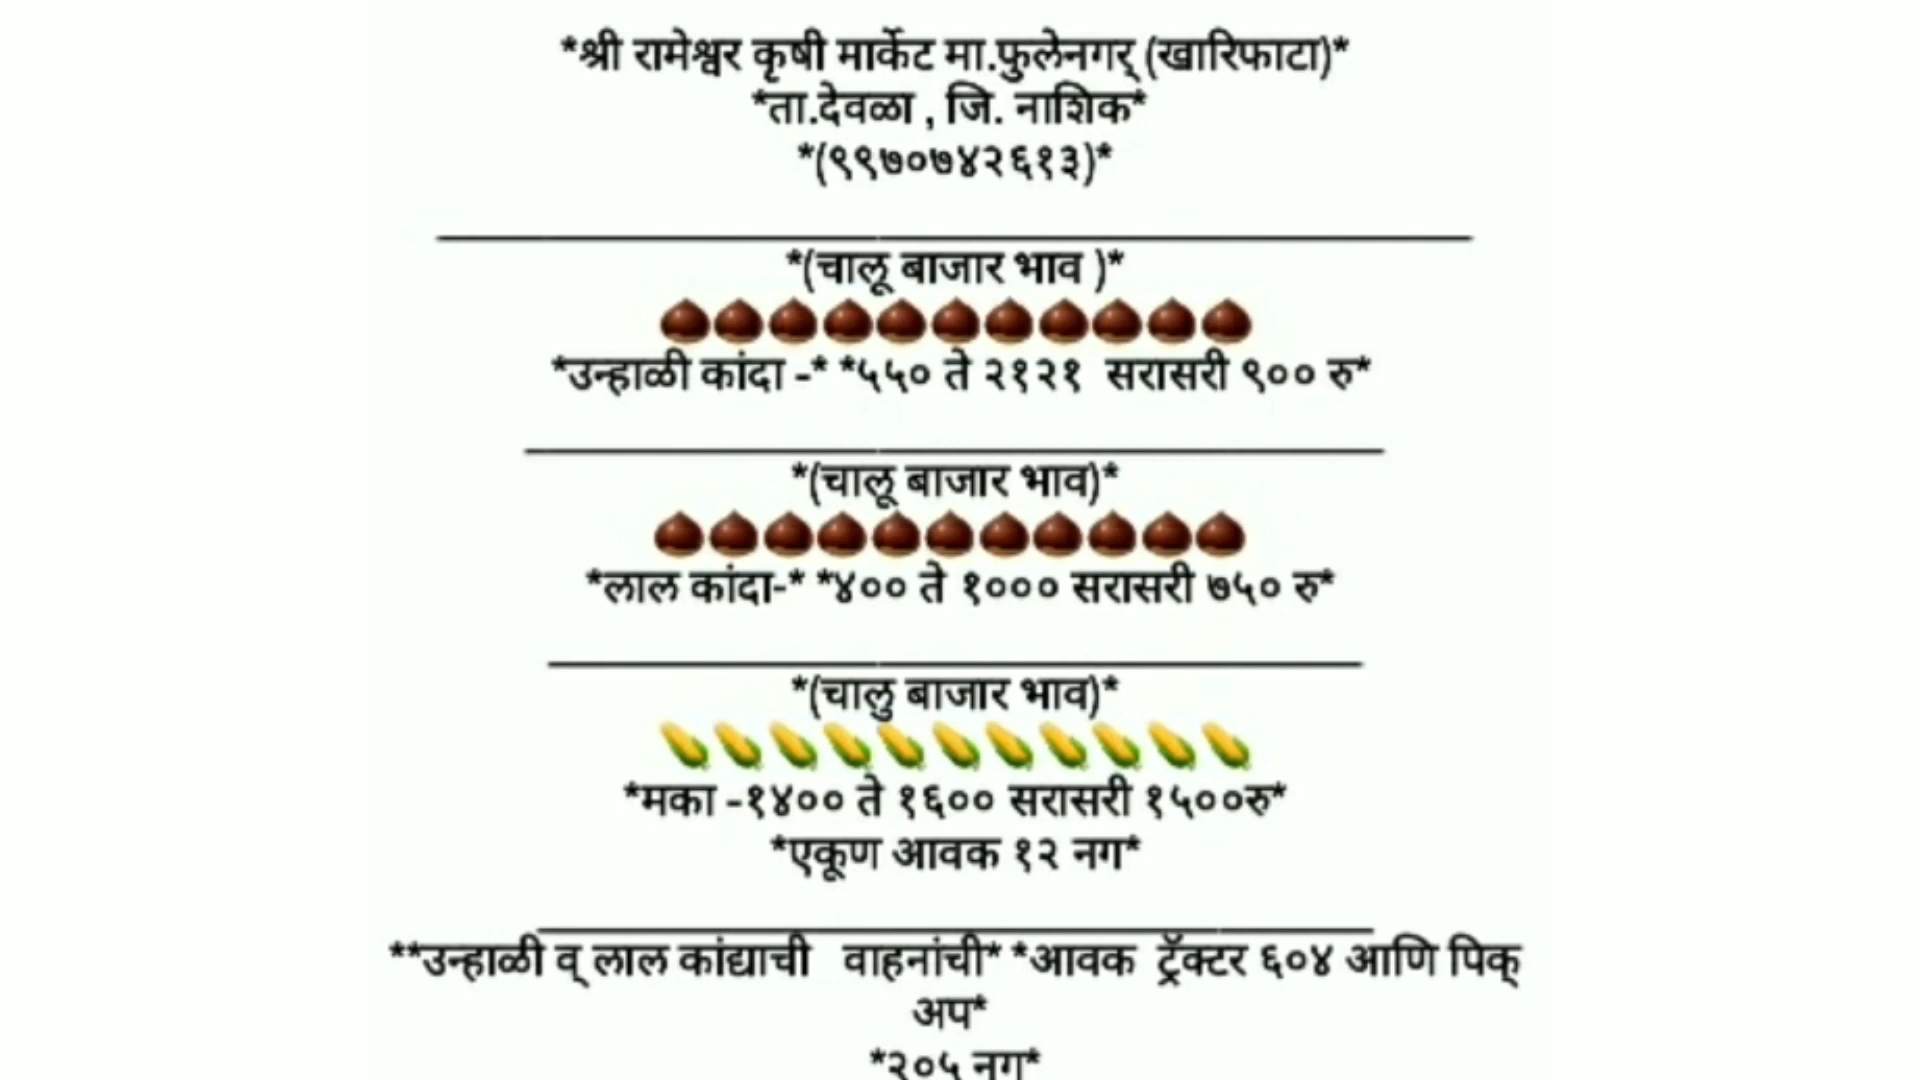 *श्री रामेश्वर कृषी मार्केट मा.फुलेनगर् (खारिफाटा)*
*ता.देवळा , जि. नाशिक*
*(९९७०७४२६१३)*
*(चालू बाजार भाव )*
*उन्हाळी कांदा -* *५५० ते २१२१ सरासरी ९०० रु*
*(चालू बाजार भाव)*
*लाल कांदा-* *४०० ते १००० सरासरी ७५० रु*
*(चालु बाजार भाव)*
*मका -१४०० ते १६०० सरासरी १५००रु*
*एकूण आवक १२ नग*
**उन्हाळी व् लाल कांद्याची वाहनांची* *आवक ट्रॅक्टर ६०४ आणि पिक्
अप*
*२०५ नग*